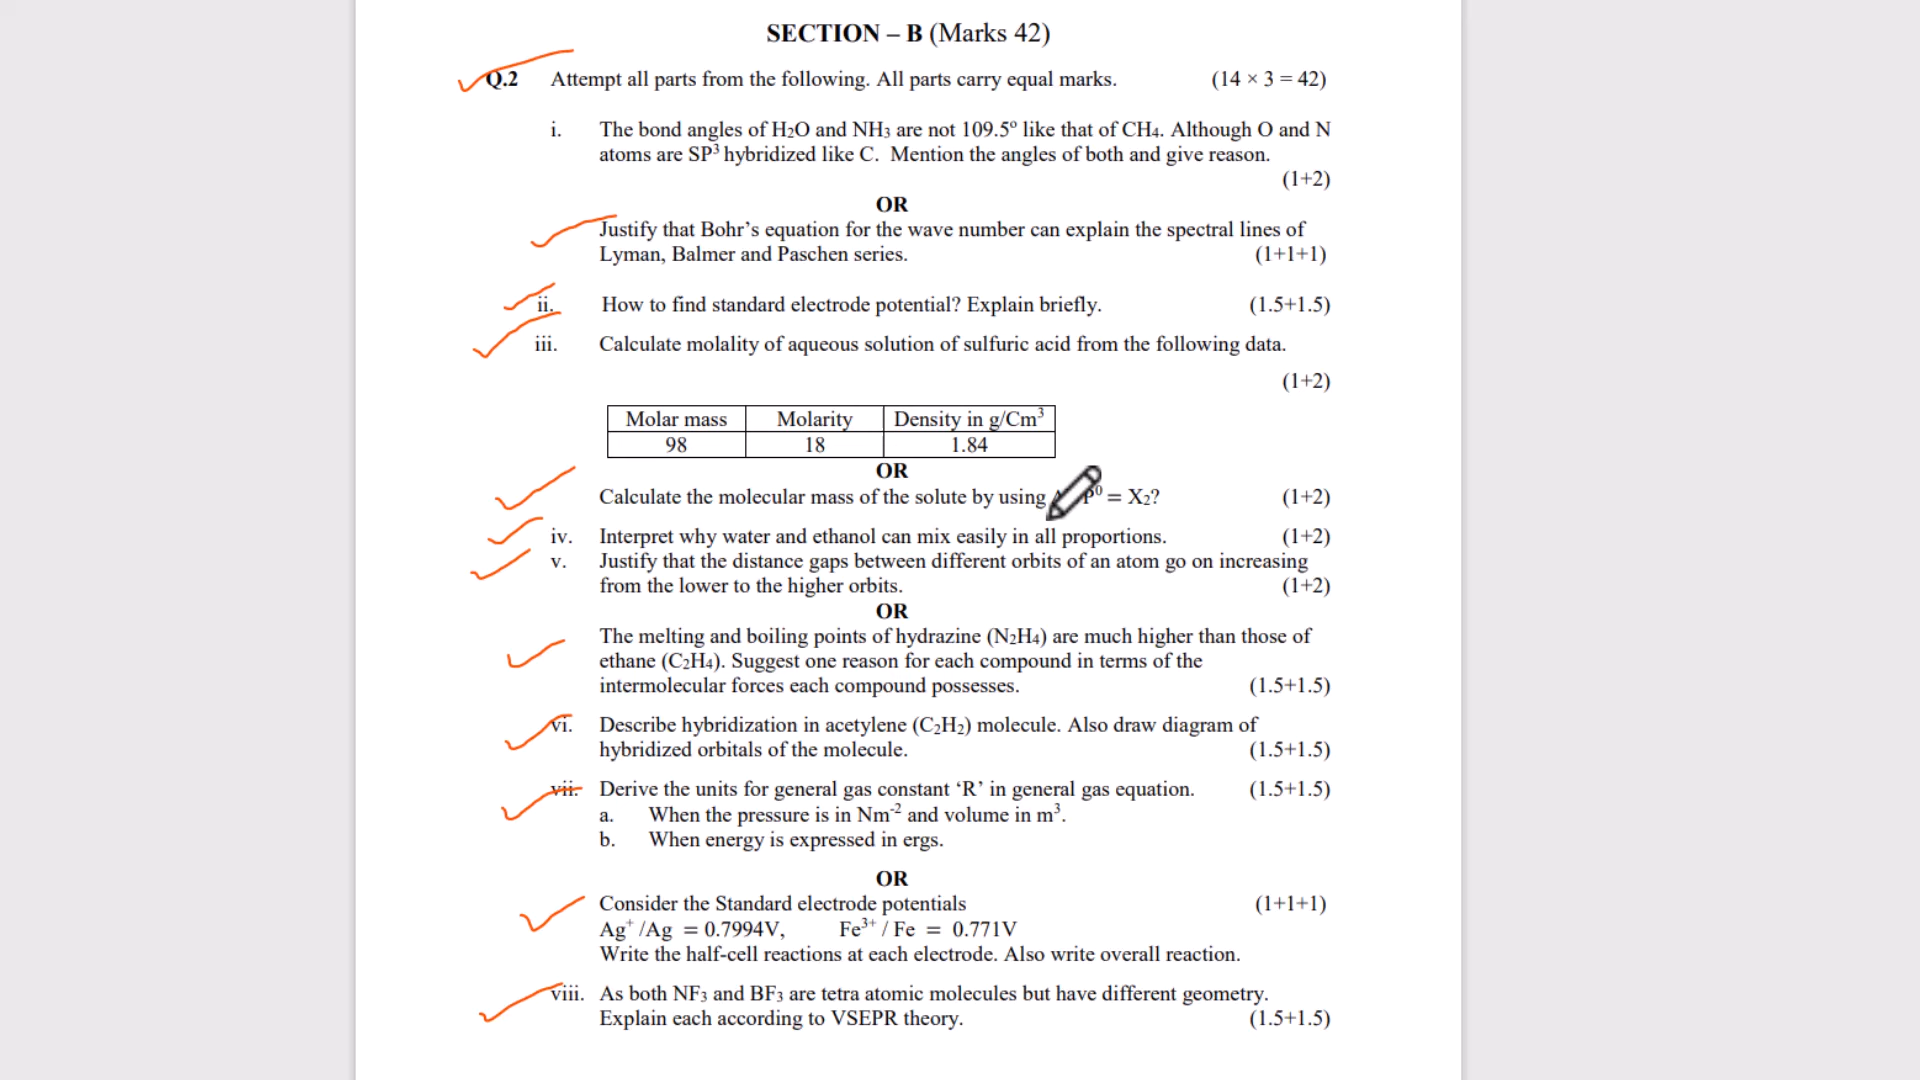 SECTION – B (Marks 42)
Q.2 Attempt all parts from the following. All parts carry equal marks. (14 × 3 = 42)
i. The bond angles of H₂O and NH₃ are not 109.5° like that of CH₄. Although O and N
atoms are SP³ hybridized like C. Mention the angles of both and give reason.
(1+2)
OR
Justify that Bohr’s equation for the wave number can explain the spectral lines of
Lyman, Balmer and Paschen series. (1+1+1)
ii. How to find standard electrode potential? Explain briefly. (1.5+1.5)
iii. Calculate molality of aqueous solution of sulfuric acid from the following data.
(1+2)
Molar mass Molarity Density in g/Cm³
98 18 1.84
OR
Calculate the molecular mass of the solute by using P⁰ = X₂? (1+2)
iv. Interpret why water and ethanol can mix easily in all proportions. (1+2)
v. Justify that the distance gaps between different orbits of an atom go on increasing
from the lower to the higher orbits. (1+2)
OR
The melting and boiling points of hydrazine (N₂H₄) are much higher than those of
ethane (C₂H₄). Suggest one reason for each compound in terms of the
intermolecular forces each compound possesses. (1.5+1.5)
vi. Describe hybridization in acetylene (C₂H₂) molecule. Also draw diagram of
hybridized orbitals of the molecule. (1.5+1.5)
vii. Derive the units for general gas constant ‘R’ in general gas equation. (1.5+1.5)
a. When the pressure is in Nm⁻² and volume in m³.
b. When energy is expressed in ergs.
OR
Consider the Standard electrode potentials (1+1+1)
Ag⁺ /Ag = 0.7994V, Fe³⁺ / Fe = 0.771V
Write the half-cell reactions at each electrode. Also write overall reaction.
viii. As both NF₃ and BF₃ are tetra atomic molecules but have different geometry.
Explain each according to VSEPR theory. (1.5+1.5)